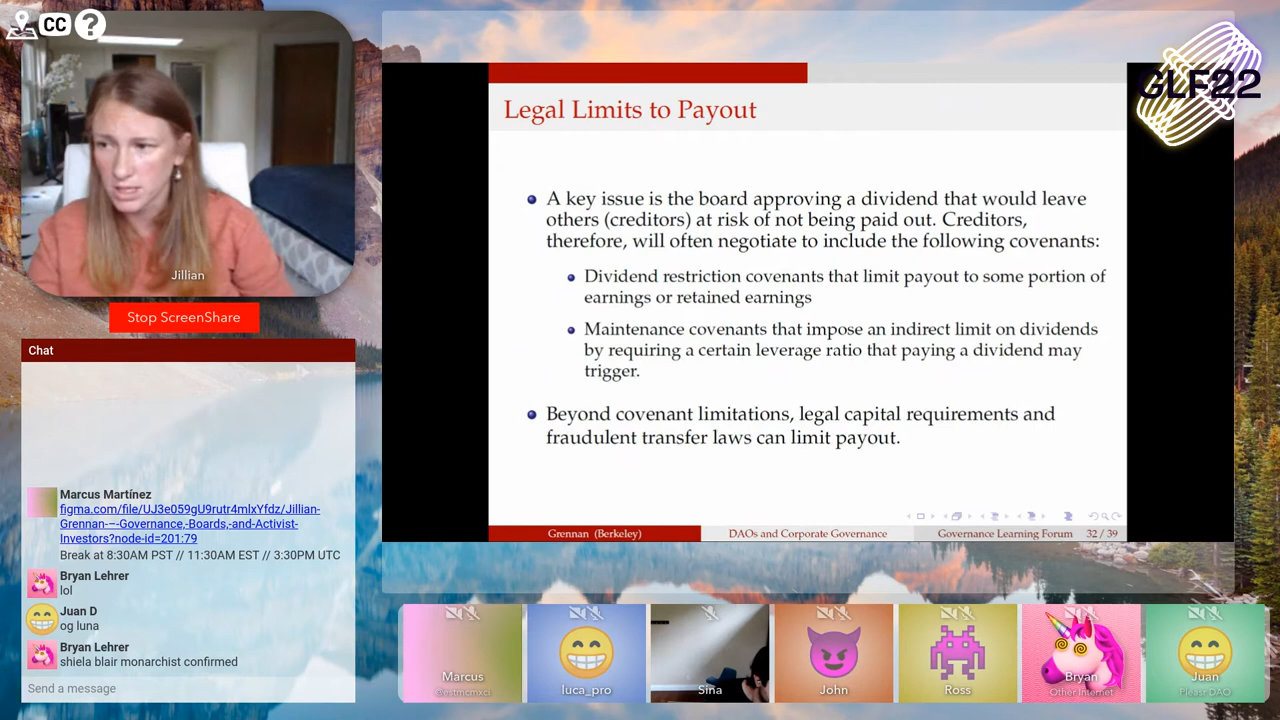 CC
?
Jillian
Stop ScreenShare
Chat
Marcus Martínez
figma.com/file/UJ3e059gU9rutr4mlxYfdz/Jillian-
Grennan-–-Governance,-Boards,-and-Activist-
Investors?node-id=201:79
Break at 8:30AM PST // 11:30AM EST // 3:30PM UTC
Bryan Lehrer
lol
Juan D
og luna
Bryan Lehrer
shiela blair monarchist confirmed
Send a message
GLF22
Legal Limits to Payout
A key issue is the board approving a dividend that would leave
others (creditors) at risk of not being paid out. Creditors,
therefore, will often negotiate to include the following covenants:
Dividend restriction covenants that limit payout to some portion of
earnings or retained earnings
Maintenance covenants that impose an indirect limit on dividends
by requiring a certain leverage ratio that paying a dividend may
trigger.
Beyond covenant limitations, legal capital requirements and
fraudulent transfer laws can limit payout.
Grennan (Berkeley)
DAOs and Corporate Governance
Governance Learning Forum
32 / 39
Marcus
@estmcmxci
luca_pro
Sina
John
Ross
Bryan
Other Internet
Juan
PleasrDAO